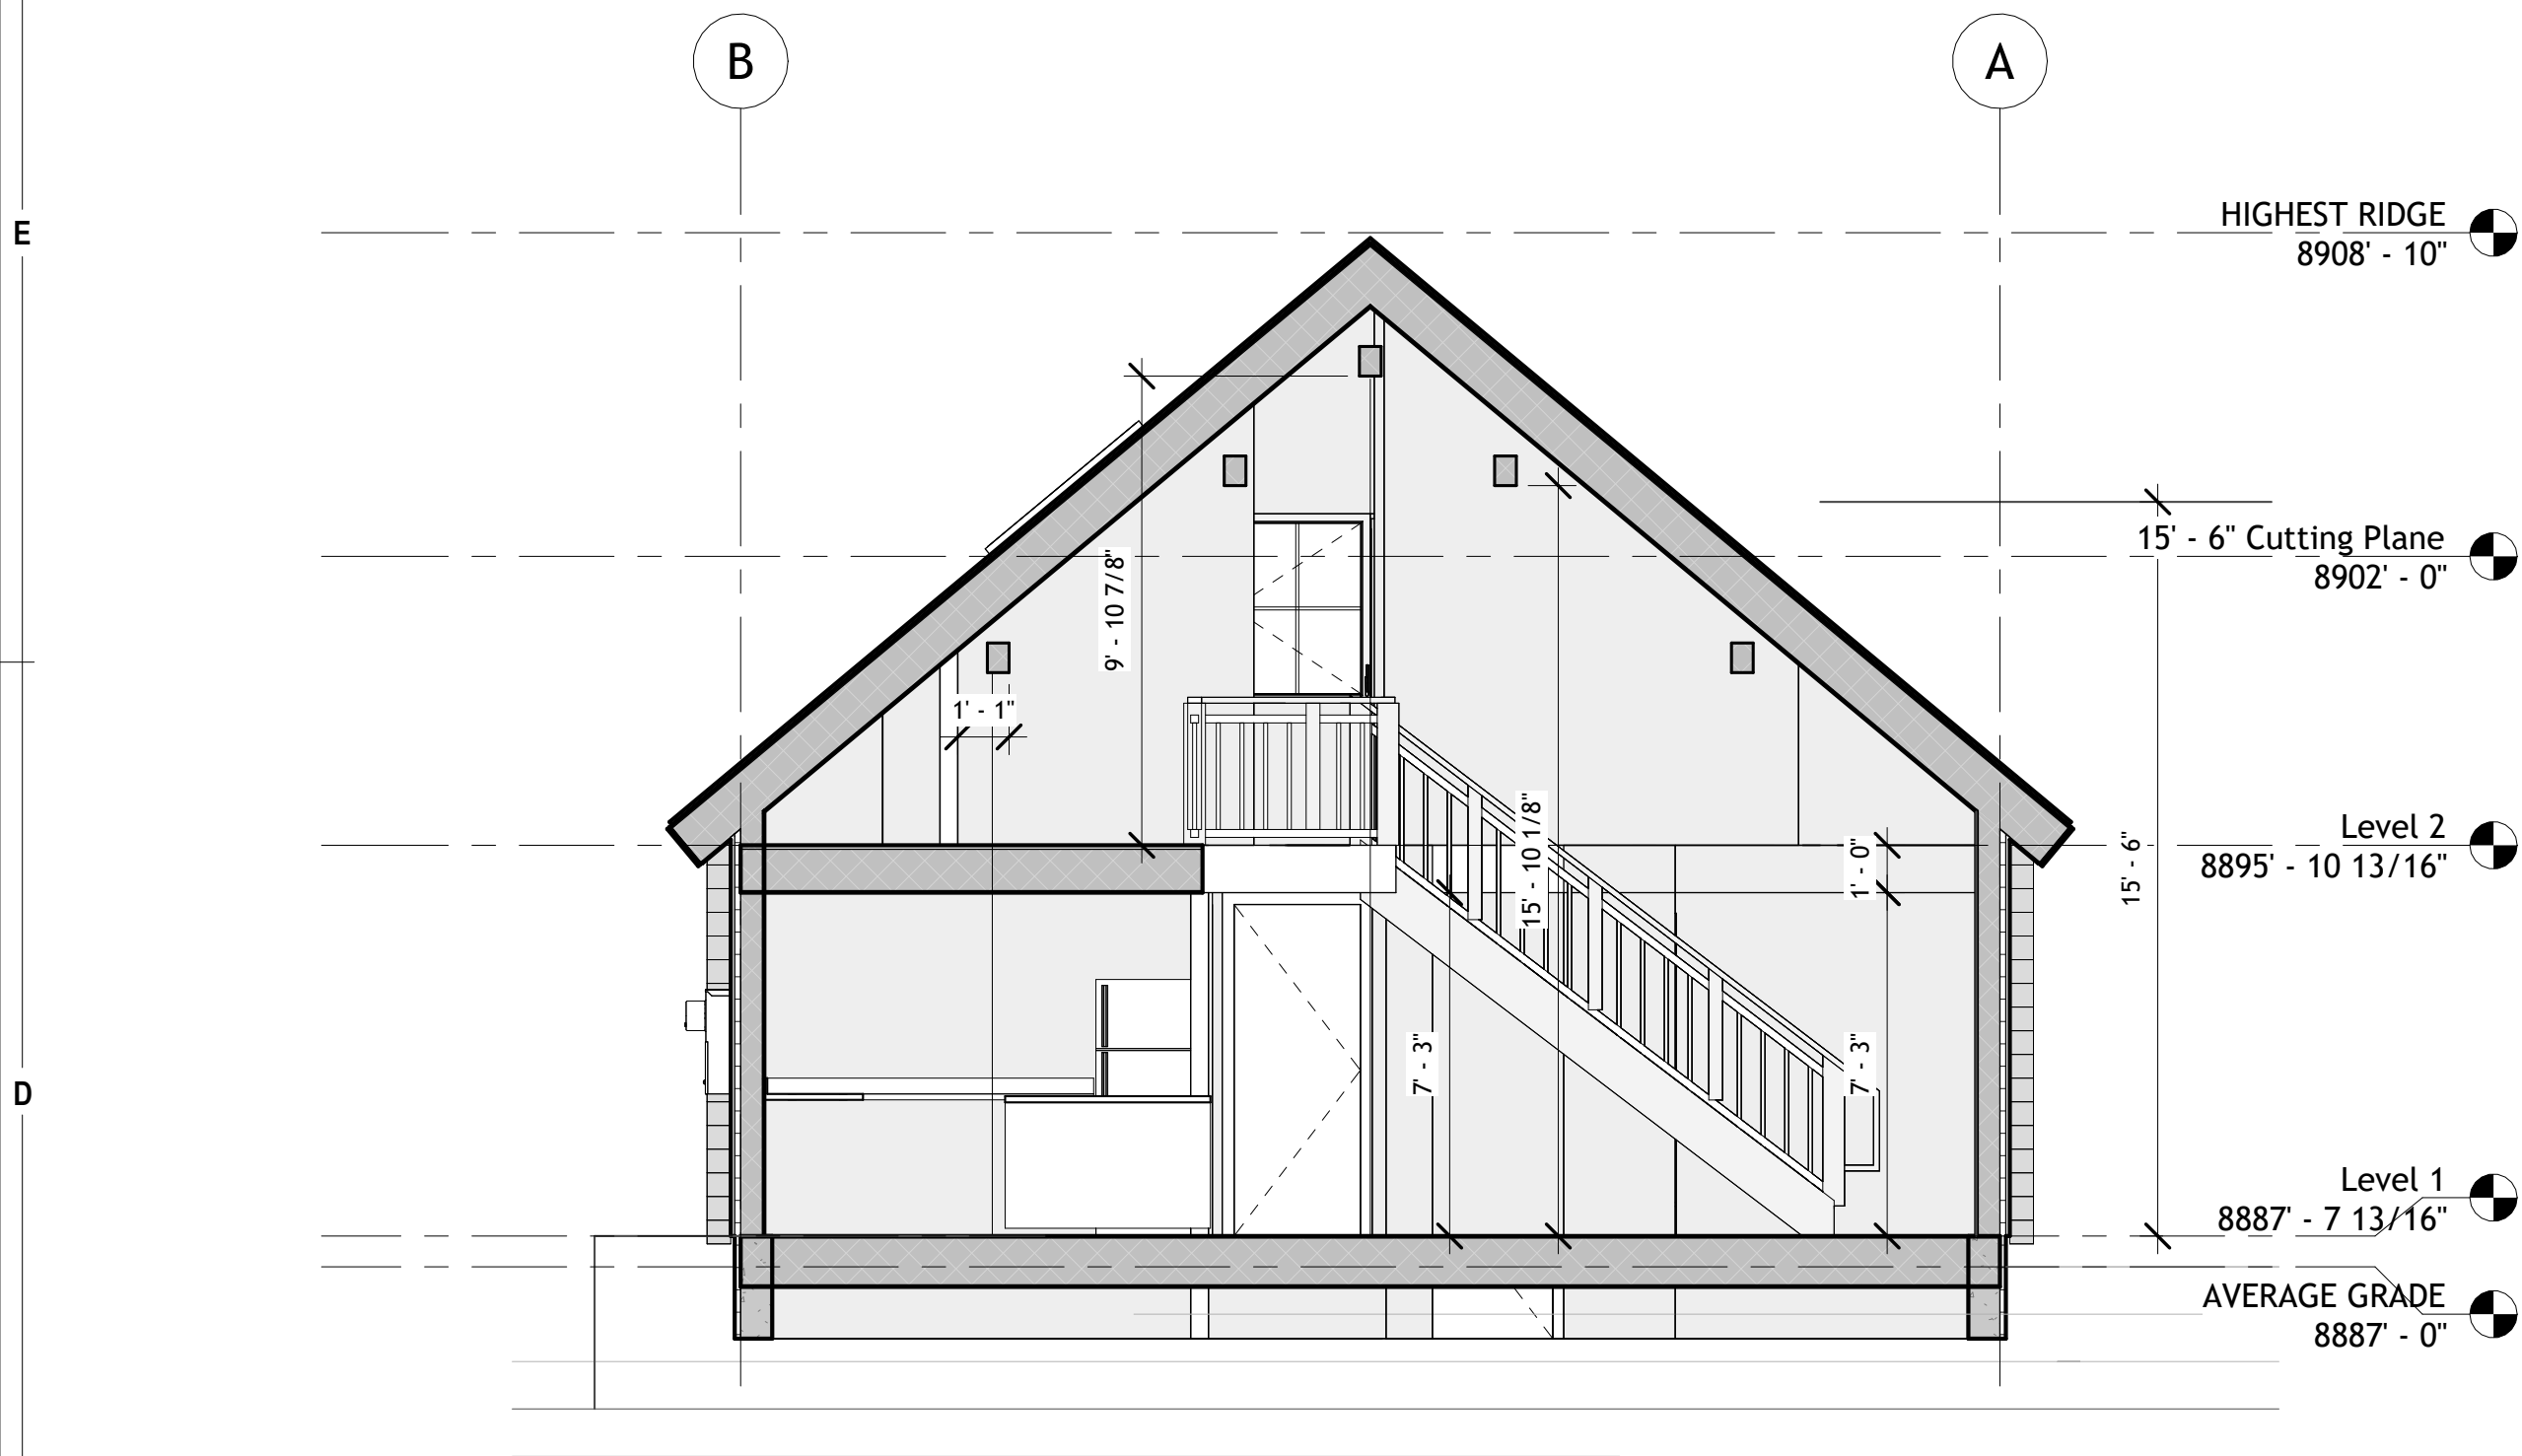 B
A
E
HIGHEST RIDGE
8908' - 10"
15' - 6" Cutting Plane
8902' - 0"
9' - 10 7/8"
1' - 1"
15' - 10 1/8"
1' - 0"
15' - 6"
Level 2
8895' - 10 13/16"
D
7' - 3"
7' - 3"
Level 1
8887' - 7 13/16"
AVERAGE GRADE
8887' - 0"